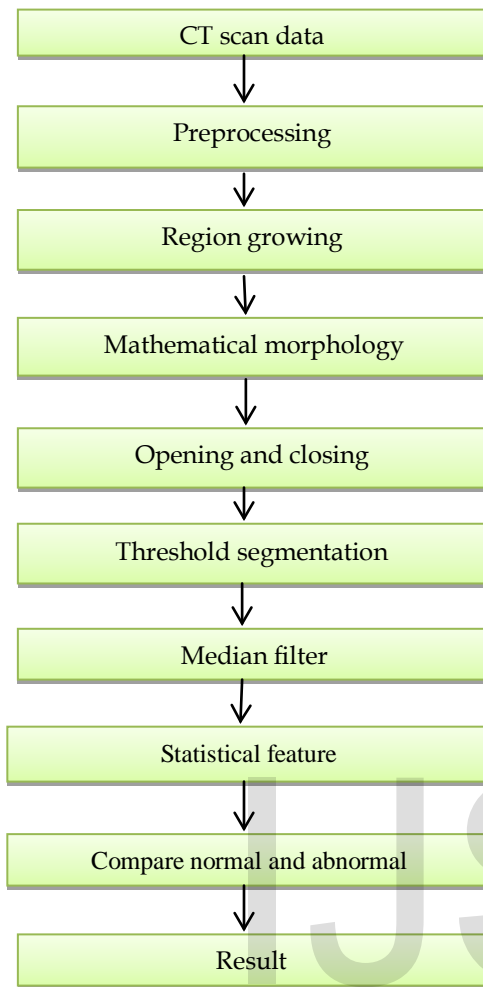 CT scan data
Preprocessing
Region growing
Mathematical morphology
Opening and closing
Threshold segmentation
Median filter
Statistical feature
Compare normal and abnormal
Result
IJS